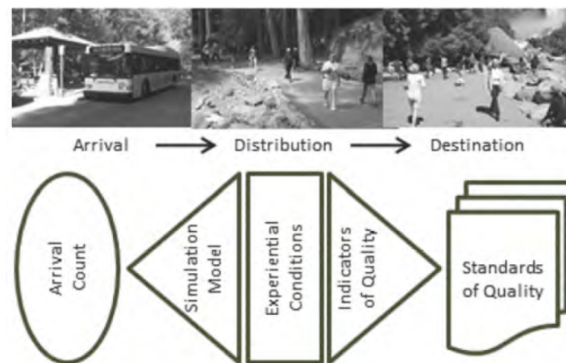 Arrival → Distribution → Destination
Arrival
Count
Simulation
Model
Experiential
Conditions
Indicators
of Quality
Standards
of Quality